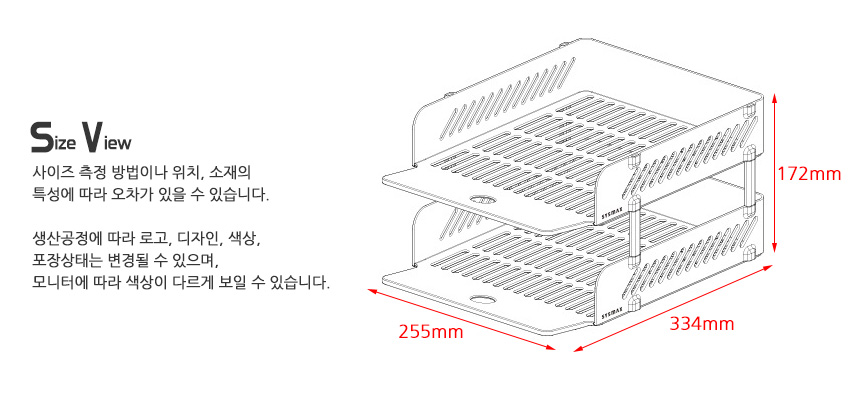 Size View
사이즈 측정 방법이나 위치, 소재의
특성에 따라 오차가 있을 수 있습니다.
생산공정에 따라 로고, 디자인, 색상,
포장상태는 변경될 수 있으며,
모니터에 따라 색상이 다르게 보일 수 있습니다.
172mm
SYSMAX
SYSMAX
334mm
255mm